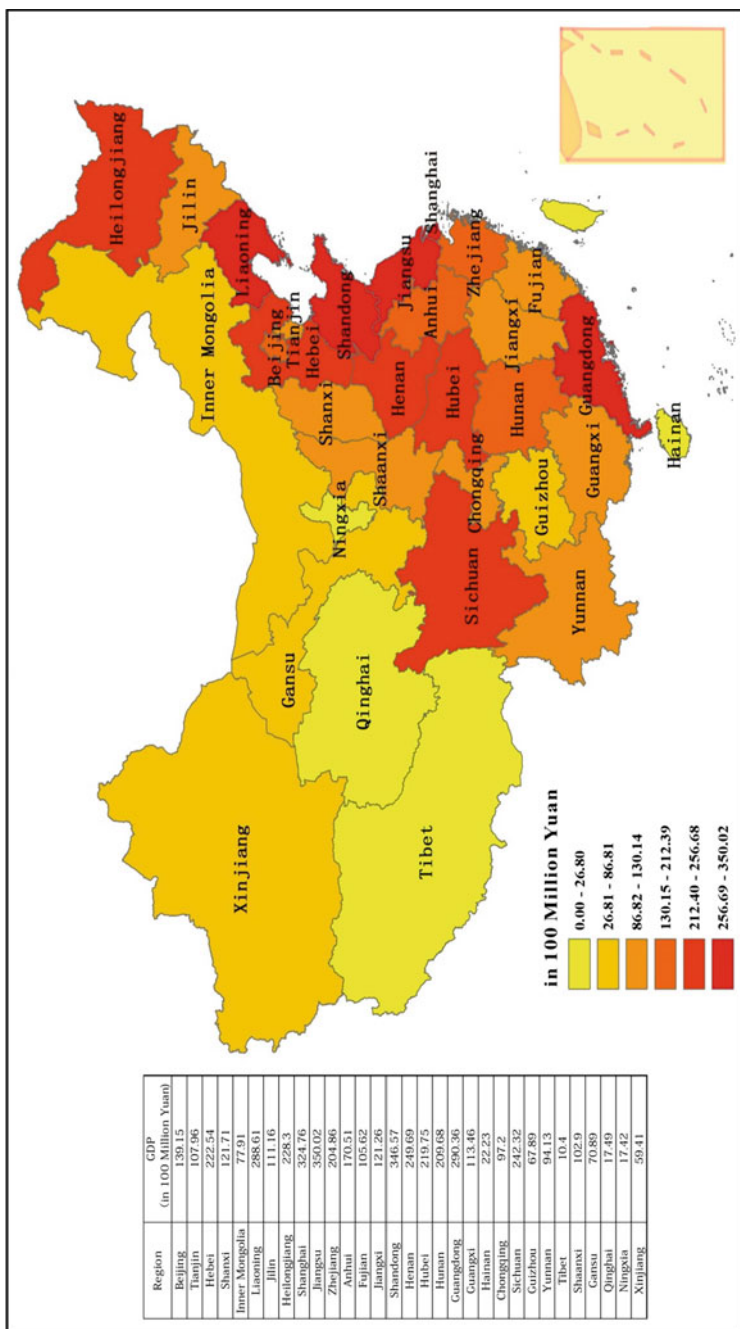 Heilongjiang
Jilin
Liaoning
Inner Mongolia
Beijing
Tianjin
Hebei
Shandong
Shanxi
Shaanxi
Ningxia
Henan
Jiangsu
Shanghai
Anhui
Hubei
Zhejiang
Chongqing
Sichuan
Hunan
Jiangxi
Fujian
Guizhou
Guangdong
Guangxi
Yunnan
Hainan
Gansu
Qinghai
Xinjiang
Tibet
in 100 Million Yuan
0.00 - 26.80
26.81 - 86.81
86.82 - 130.14
130.15 - 212.39
212.40 - 256.68
256.69 - 350.02
Region GDP
(in 100 Million Yuan)
Beijing 139.15
Tianjin 107.96
Hebei 222.54
Shanxi 121.71
Inner Mongolia 77.91
Liaoning 288.61
Jilin 111.16
Heilongjiang 228.3
Shanghai 324.76
Jiangsu 350.02
Zhejiang 204.86
Anhui 170.51
Fujian 105.62
Jiangxi 121.26
Shandong 346.57
Henan 249.69
Hubei 219.75
Hunan 209.68
Guangdong 290.36
Guangxi 113.46
Hainan 22.23
Chongqing 97.2
Sichuan 242.32
Guizhou 67.89
Yunnan 94.13
Tibet 10.4
Shaanxi 102.9
Gansu 70.89
Qinghai 17.49
Ningxia 17.42
Xinjiang 59.41